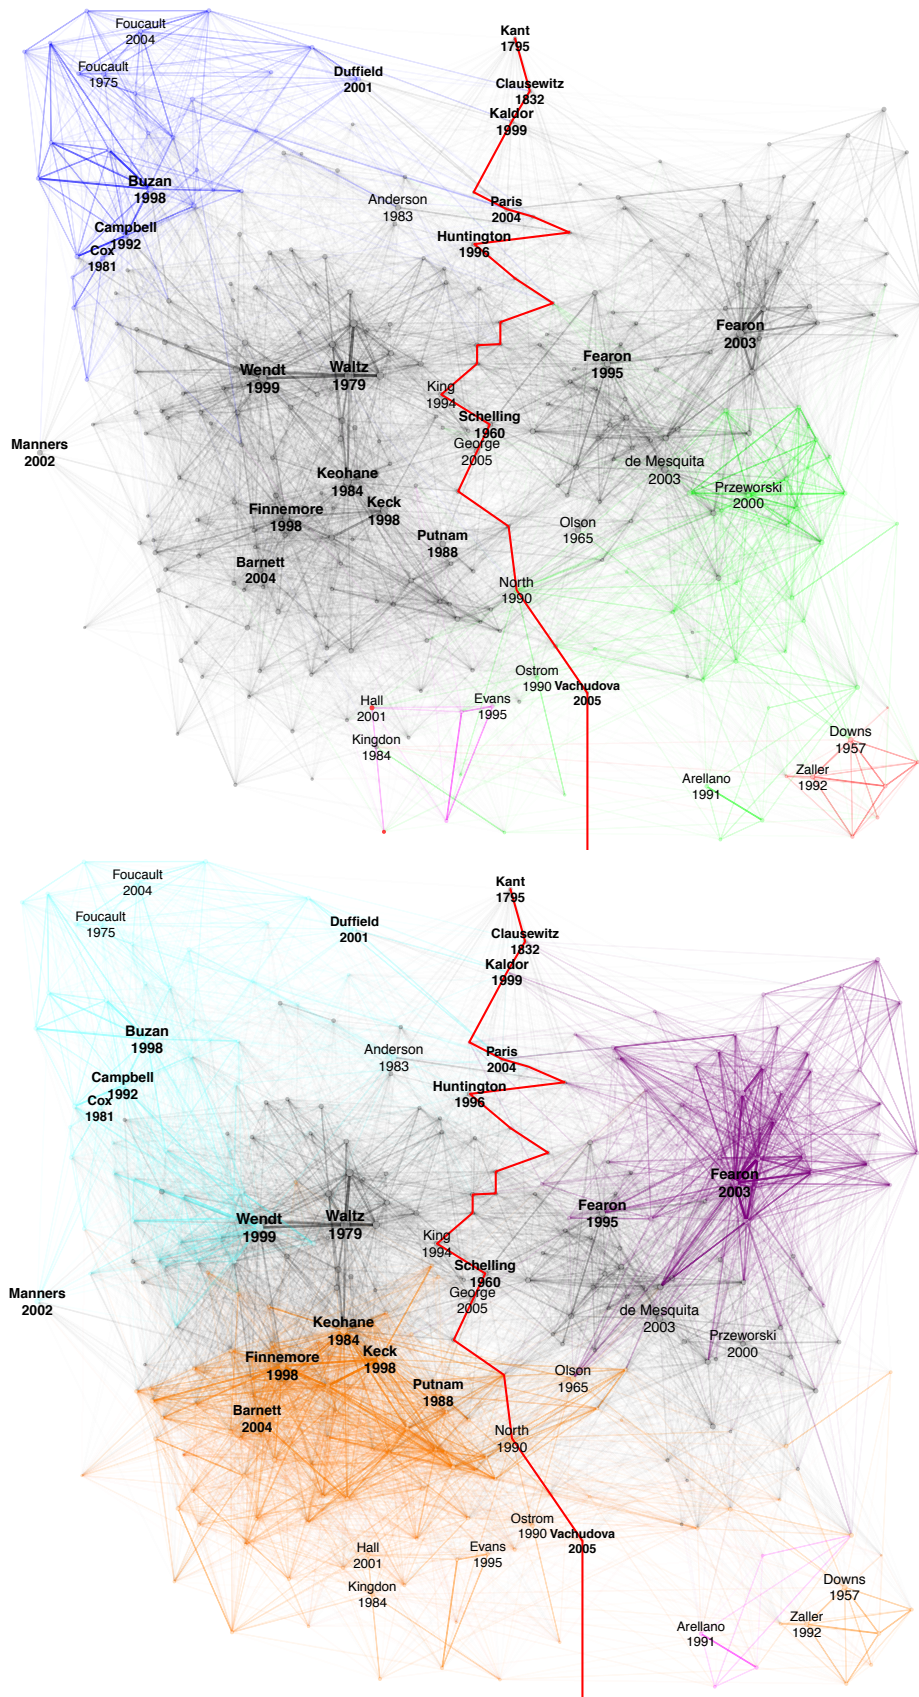 Foucault
2004
Kant
1795
Foucault
1975
Duffield
2001
Clausewitz
1832
Kaldor
1999
Buzan
1998
Anderson
1983
Paris
2004
Campbell
1992
Huntington
1996
Cox
1981
Fearon
2003
Fearon
1995
Wendt
1999
Waltz
1979
King
1994
Schelling
1960
Manners
2002
George
2005
de Mesquita
2003
Keohane
1984
Przeworski
2000
Keck
1998
Finnemore
1998
Olson
1965
Putnam
1988
Barnett
2004
North
1990
Ostrom
1990
Vachudova
2005
Hall
2001
Evans
1995
Kingdon
1984
Downs
1957
Zaller
1992
Arellano
1991
Foucault
2004
Kant
1795
Foucault
1975
Duffield
2001
Clausewitz
1832
Kaldor
1999
Buzan
1998
Anderson
1983
Paris
2004
Campbell
1992
Huntington
1996
Cox
1981
Fearon
2003
Fearon
1995
Wendt
1999
Waltz
1979
King
1994
Schelling
1960
Manners
2002
George
2005
de Mesquita
2003
Keohane
1984
Przeworski
2000
Keck
1998
Finnemore
1998
Olson
1965
Putnam
1988
Barnett
2004
North
1990
Ostrom
1990
Vachudova
2005
Hall
2001
Evans
1995
Kingdon
1984
Downs
1957
Zaller
1992
Arellano
1991